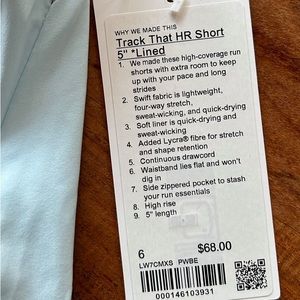 WHY WE MADE THIS
Track That HR Short
5" *Lined
1. We made these high-coverage run
shorts with extra room to keep
up with your pace and long
strides
2. Swift fabric is lightweight,
four-way stretch,
sweat-wicking, and quick-drying
3. Soft liner is quick-drying and
sweat-wicking
4. Added Lycra® fibre for stretch
and shape retention
5. Continuous drawcord
6. Waistband lies flat and won't
dig in
7. Side zippered pocket to stash
your run essentials
8. High rise
9. 5" length
6 $68.00
LW7CMXS PWBE
000146103931